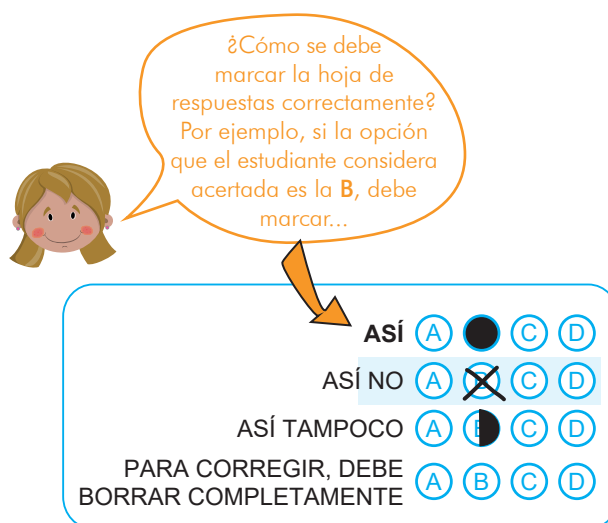 ¿Cómo se debe
marcar la hoja de
respuestas correctamente?
Por ejemplo, si la opción
que el estudiante considera
acertada es la B, debe
marcar...
ASÍ A C D
ASÍ NO A B C D
ASÍ TAMPOCO A B C D
PARA CORREGIR, DEBE
BORRAR COMPLETAMENTE A B C D